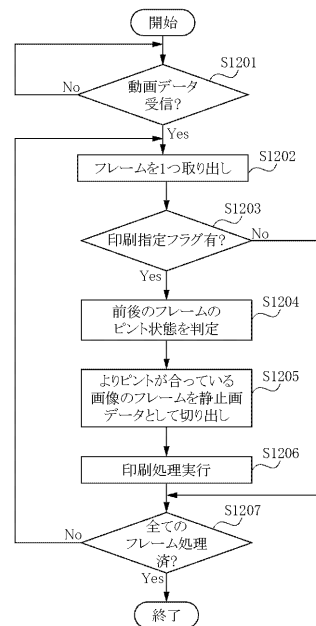 開始
S1201
動画データ
受信?
No
Yes
S1202
フレームを1つ取り出し
S1203
印刷指定フラグ有?
No
Yes
S1204
前後のフレームの
ピント状態を判定
S1205
よりピントが合っている
画像のフレームを静止画
データとして切り出し
S1206
印刷処理実行
S1207
全ての
フレーム処理
済?
No
Yes
終了